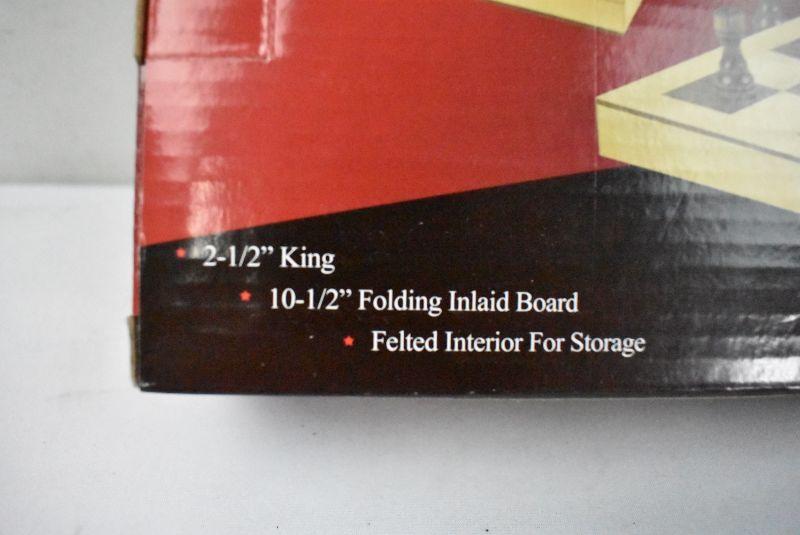 2-1/2” King
10-1/2” Folding Inlaid Board
Felted Interior For Storage